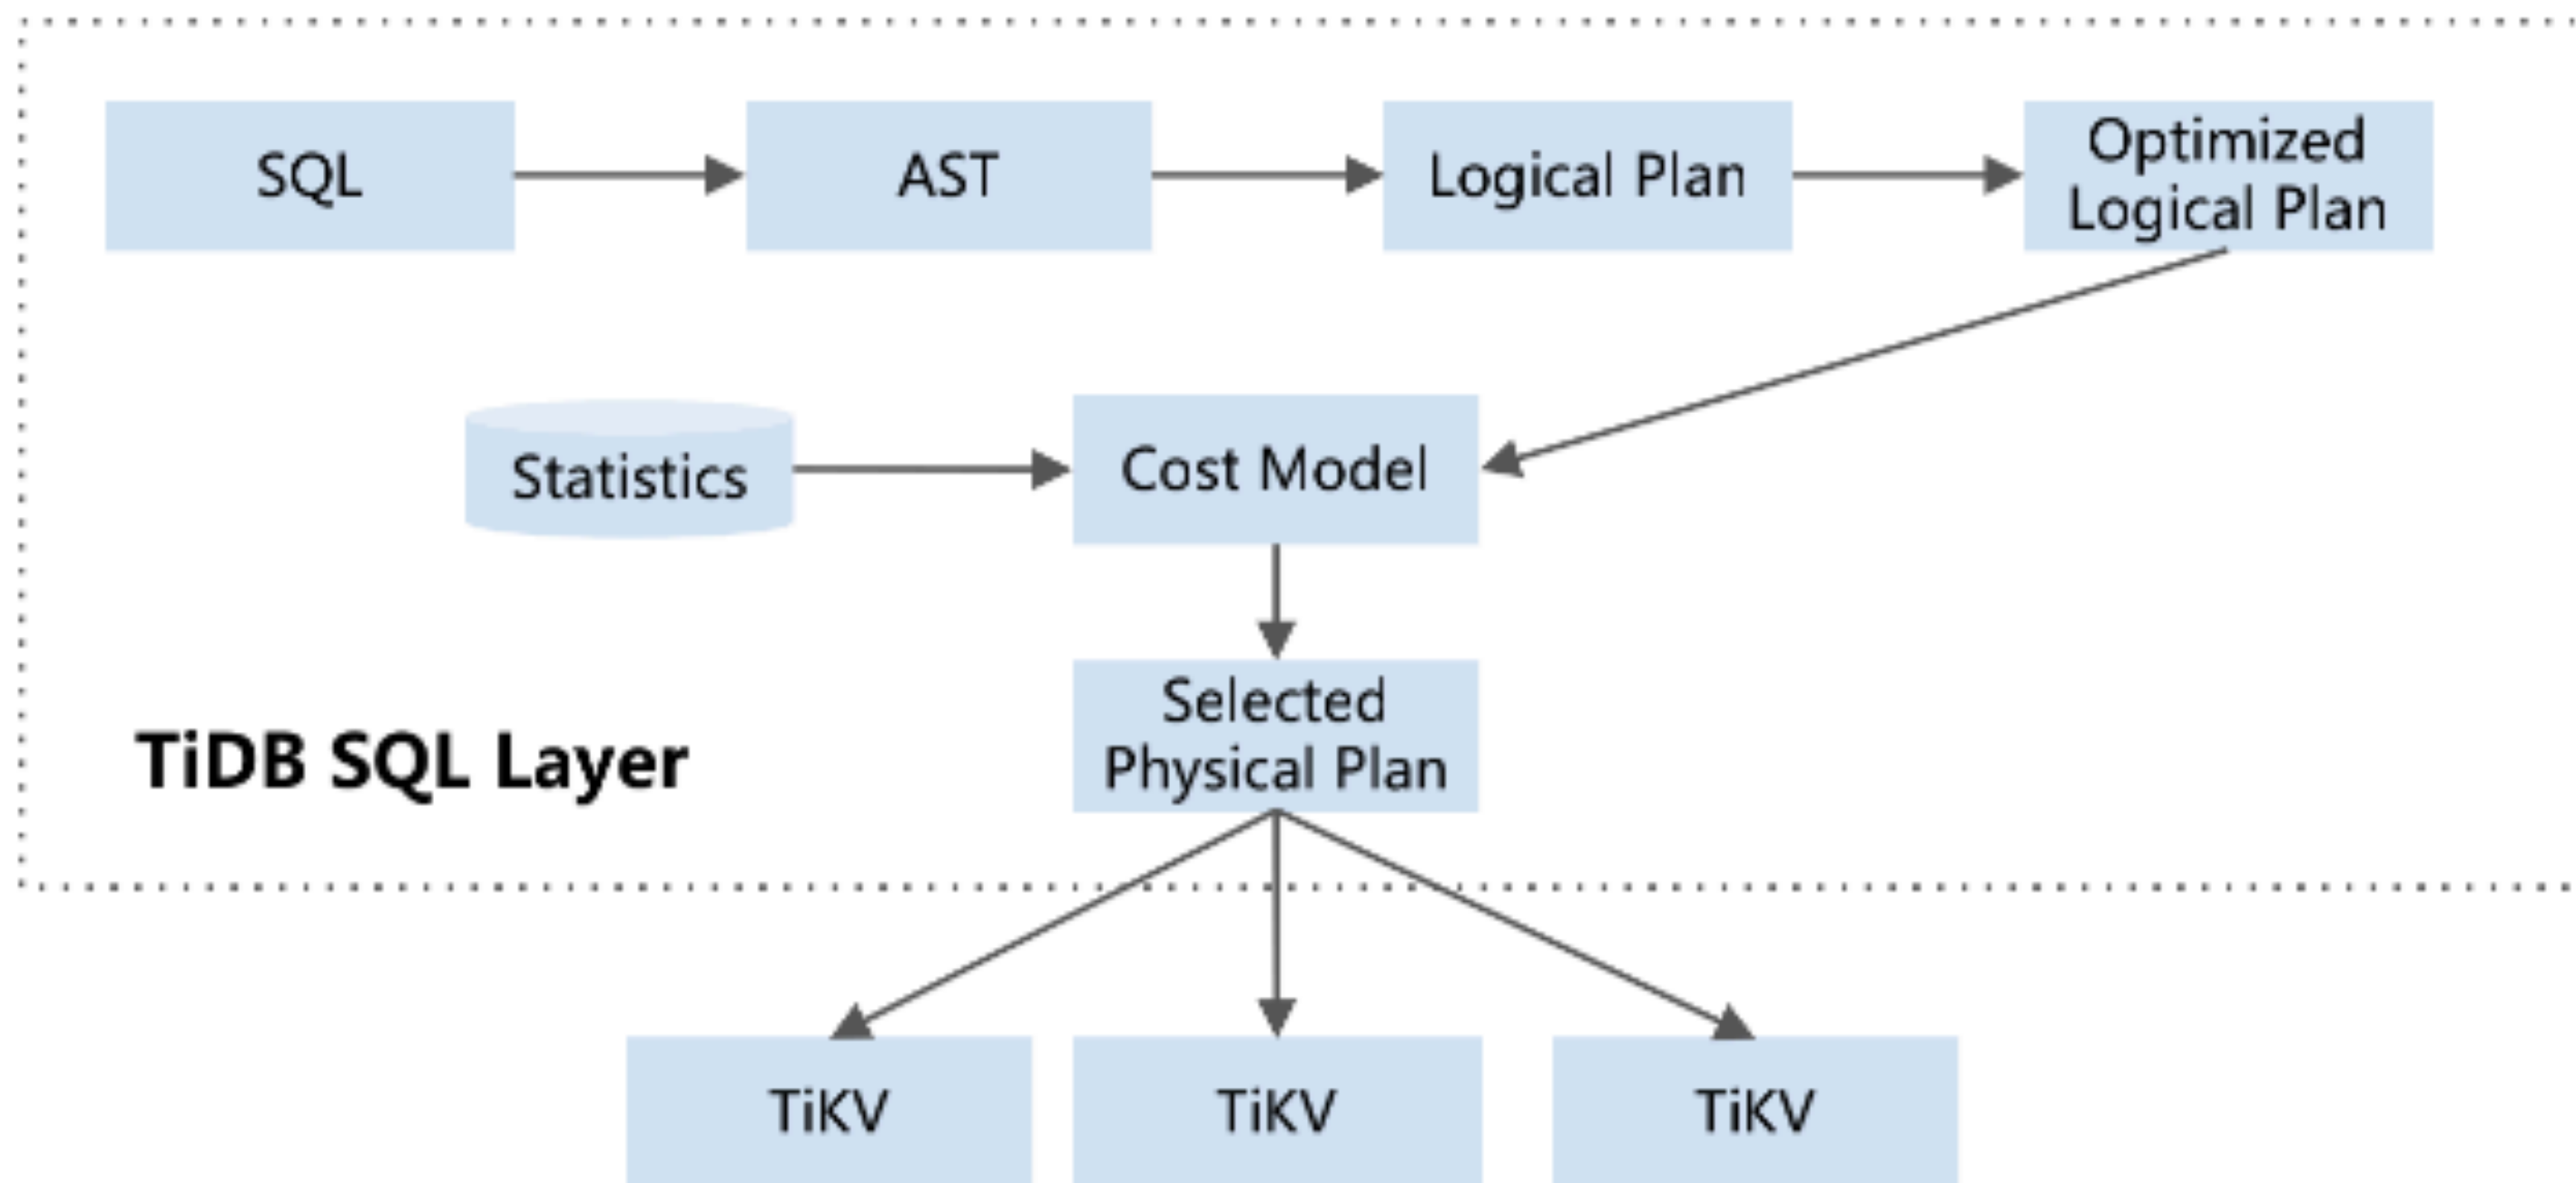 SQL
AST
Logical Plan
Optimized
Logical Plan
Statistics
Cost Model
Selected
Physical Plan
TiDB SQL Layer
TiKV
TiKV
TiKV